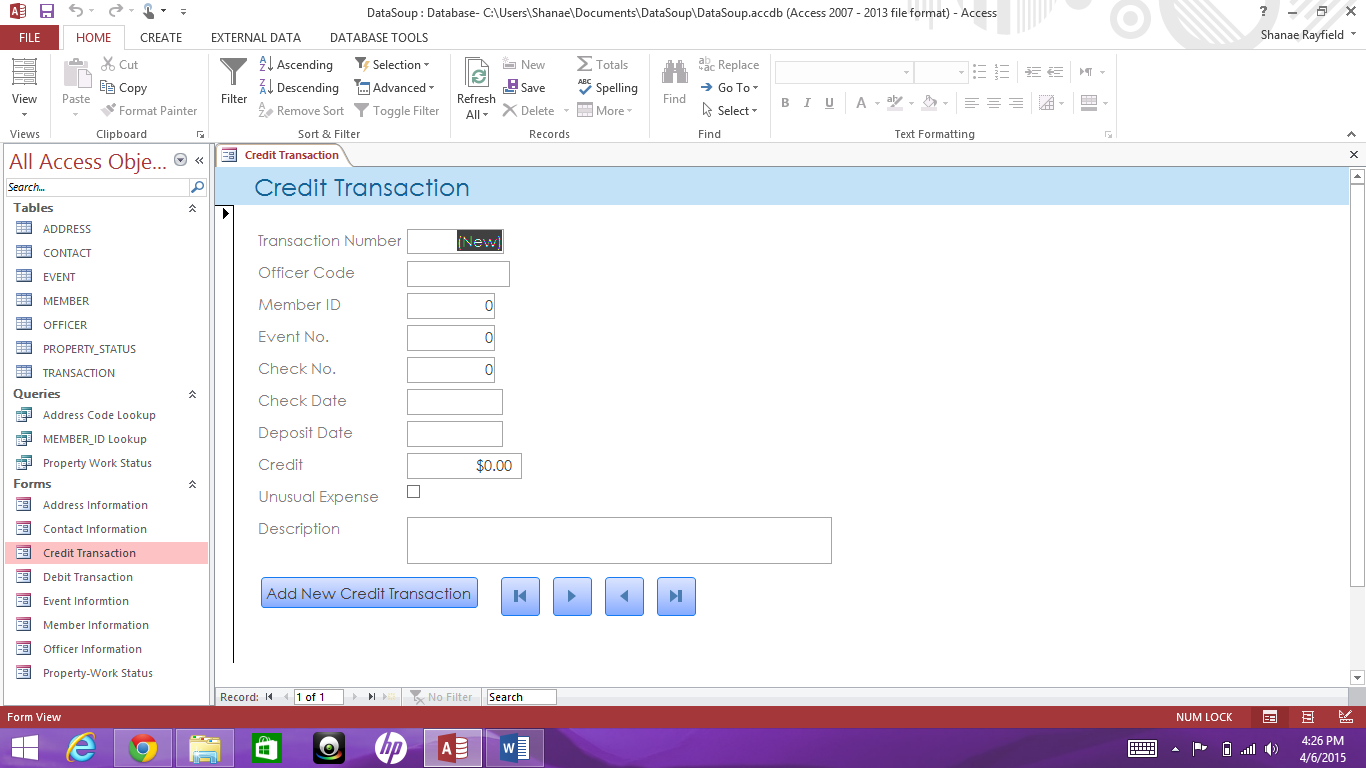 DataSoup : Database- C:\Users\Shanae\Documents\DataSoup\DataSoup.accdb (Access 2007 - 2013 file format) - Access
?
FILE HOME CREATE EXTERNAL DATA DATABASE TOOLS
Shanae Rayfield
View
Views
Paste
Cut
Copy
Format Painter
Clipboard
Filter
Ascending
Descending
Remove Sort
Selection
Advanced
Toggle Filter
Sort & Filter
Refresh
All
New
Save
Delete
Totals
Spelling
More
Records
Find
Replace
Go To
Select
Find
B I U A ab
Text Formatting
All Access Obje...
Search...
Tables
ADDRESS
CONTACT
EVENT
MEMBER
OFFICER
PROPERTY_STATUS
TRANSACTION
Queries
Address Code Lookup
MEMBER_ID Lookup
Property Work Status
Forms
Address Information
Contact Information
Credit Transaction
Debit Transaction
Event Informtion
Member Information
Officer Information
Property-Work Status
Credit Transaction
Credit Transaction
Transaction Number (New)
Officer Code
Member ID 0
Event No. 0
Check No. 0
Check Date
Deposit Date
Credit $0.00
Unusual Expense
Description
Add New Credit Transaction
Record: 1 of 1 No Filter Search
Form View
NUM LOCK
hp
4:26 PM
4/6/2015